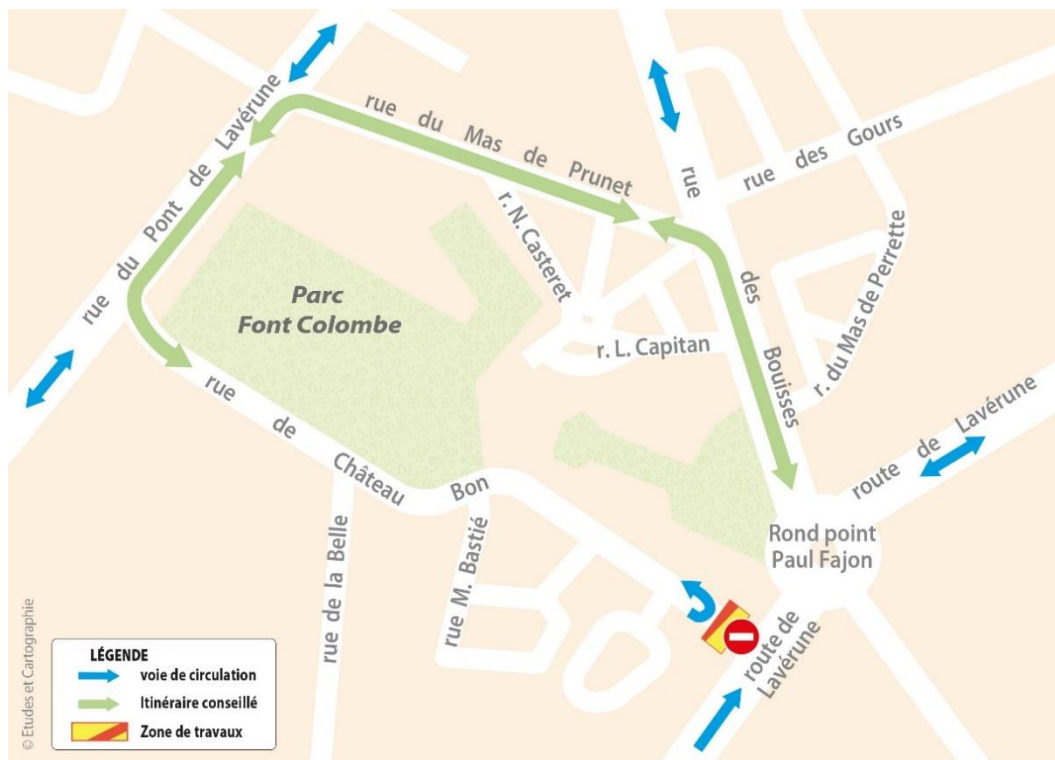 rue du Pont de Lavérune
rue du Mas de Prunet
rue des Bouisses
rue des Gours
r. N. Casteret
r. du Mas de Perrette
Parc
Font Colombe
r. L. Capitan
rue de Château Bon
route de Lavérune
Rond point
Paul Fajon
rue de la Belle
rue M. Bastié
route de
Lavérune
LÉGENDE
voie de circulation
Itinéraire conseillé
Zone de travaux
© Etudes et Cartographie